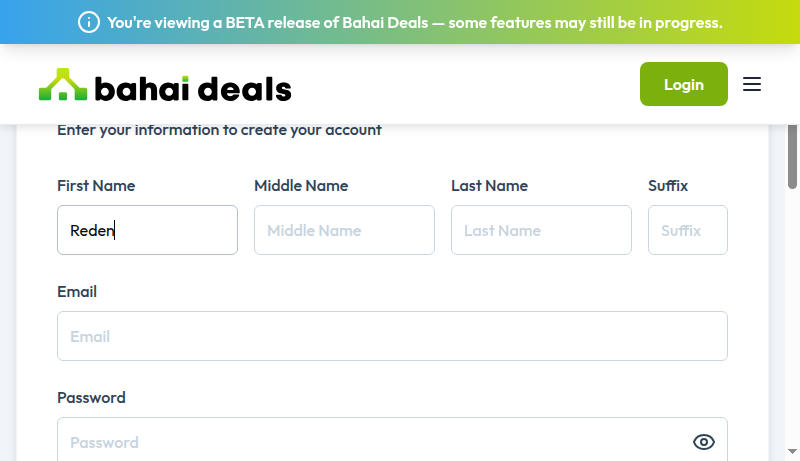 You're viewing a BETA release of Bahai Deals — some features may still be in progress.
bahai deals
Login
Enter your information to create your account
First Name
Middle Name
Last Name
Suffix
Reden
Middle Name
Last Name
Suffix
Email
Email
Password
Password